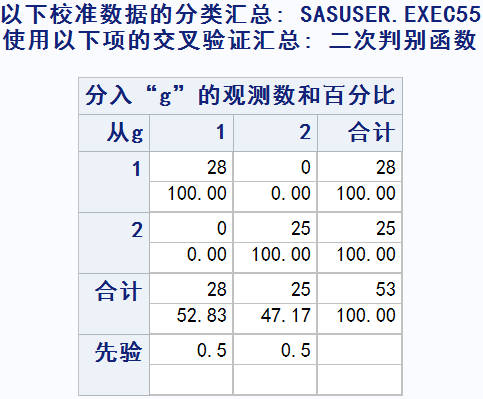 以下校准数据的分类汇总: SASUSER.EXEC55
使用以下项的交叉验证汇总: 二次判别函数
分入“g”的观测数和百分比
从g 1 2 合计
1 28 0 28
100.00 0.00 100.00
2 0 25 25
0.00 100.00 100.00
合计 28 25 53
52.83 47.17 100.00
先验 0.5 0.5